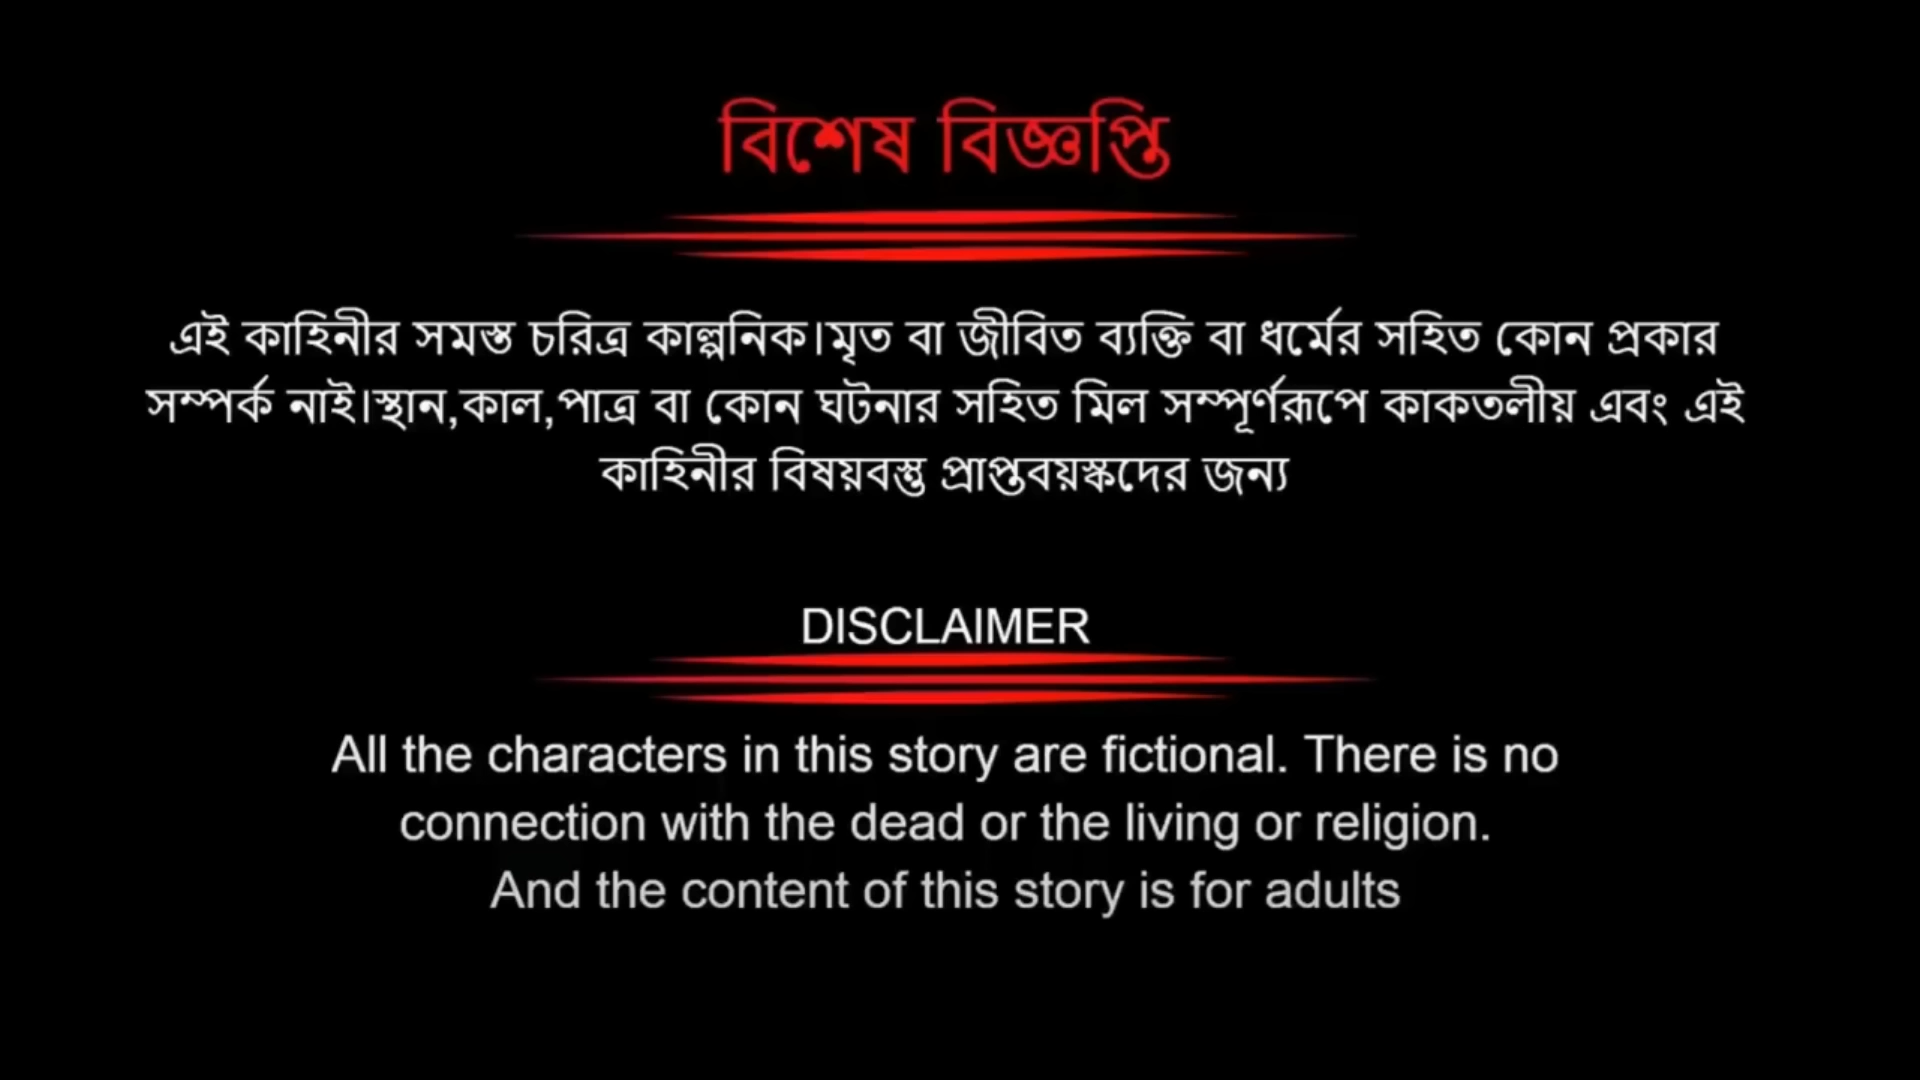 বিশেষ বিজ্ঞপ্তি
এই কাহিনীর সমস্ত চরিত্র কাল্পনিক।মৃত বা জীবিত ব্যক্তি বা ধর্মের সহিত কোন প্রকার
সম্পর্ক নাই।স্থান,কাল,পাত্র বা কোন ঘটনার সহিত মিল সম্পূর্ণরূপে কাকতলীয় এবং এই
কাহিনীর বিষয়বস্তু প্রাপ্তবয়স্কদের জন্য
DISCLAIMER
All the characters in this story are fictional. There is no
connection with the dead or the living or religion.
And the content of this story is for adults